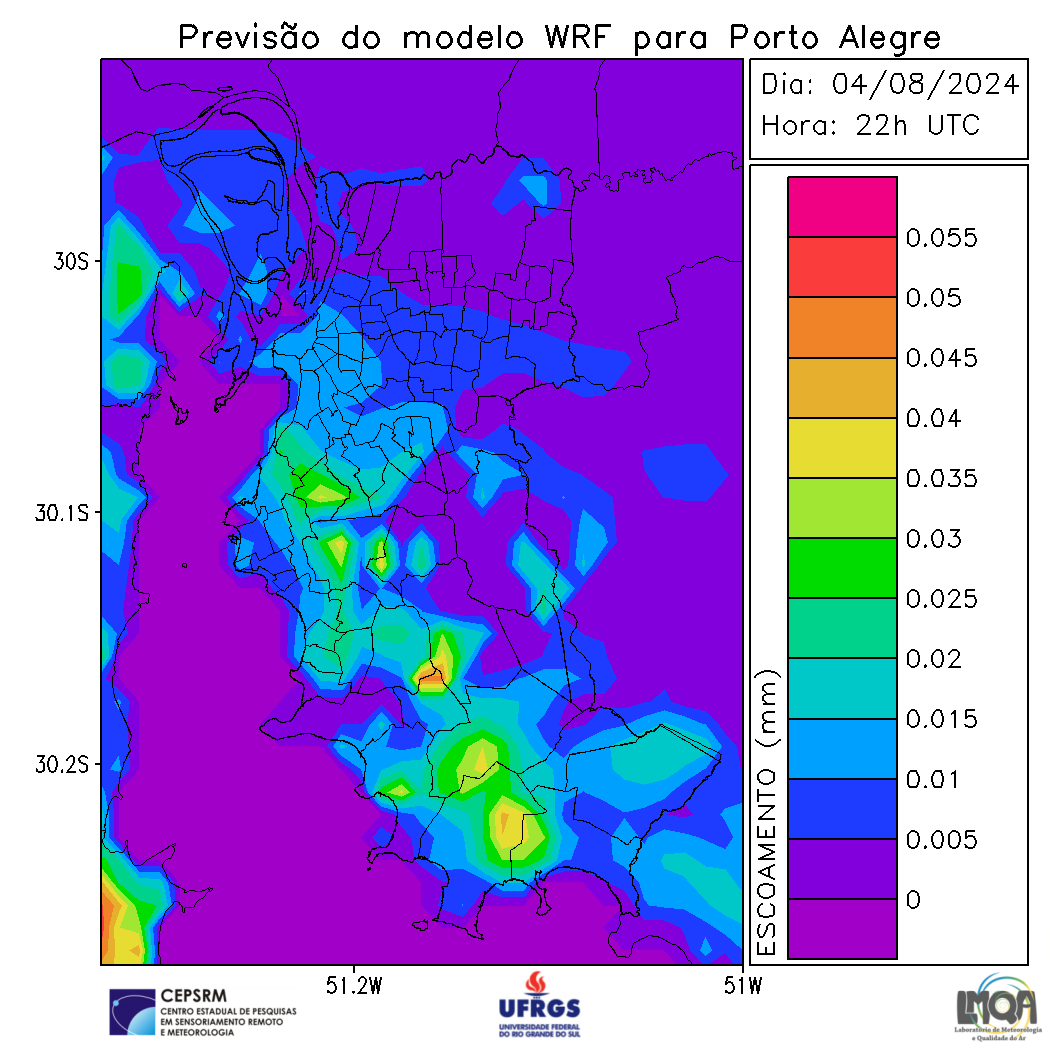 Previsão do modelo WRF para Porto Alegre
Dia: 04/08/2024
Hora: 22h UTC
0.055
0.05
0.045
0.04
0.035
0.03
0.025
0.02
0.015
0.01
0.005
0
ESCOAMENTO (mm)
30S
30.1S
30.2S
51.2W
51W
CEPSRM
CENTRO ESTADUAL DE PESQUISAS
EM SENSORIAMENTO REMOTO
E METEOROLOGIA
UFRGS
UNIVERSIDADE FEDERAL
DO RIO GRANDE DO SUL
LMQA
Laboratório de Meteorologia
e Qualidade do Ar